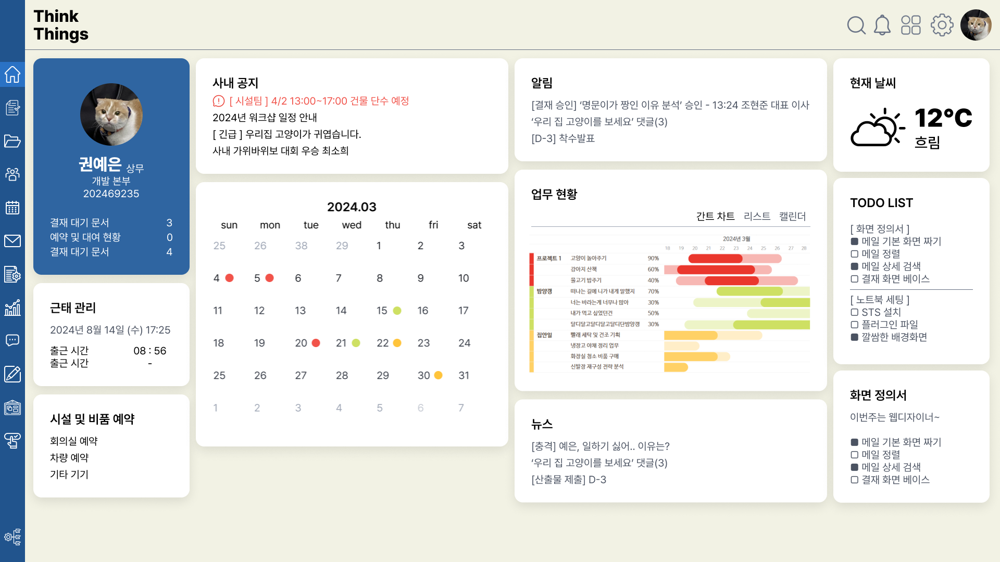 Think
Things
권예은 상무
개발 본부
202469235
결재 대기 문서 3
예약 및 대여 현황 0
결재 대기 문서 4
근태 관리
2024년 8월 14일 (수) 17:25
출근 시간 08 : 56
출근 시간 -
시설 및 비품 예약
회의실 예약
차량 예약
기타 기기
사내 공지
[ 시설팀 ] 4/2 13:00~17:00 건물 단수 예정
2024년 워크샵 일정 안내
[ 긴급 ] 우리집 고양이가 귀엽습니다.
사내 가위바위보 대회 우승 최소희
2024.03
sun mon tue wed thu fri sat
25 26 38 29 1 2 3
4 5 6 7 8 9 10
11 12 13 14 15 16 17
18 19 20 21 22 23 24
25 26 27 28 29 30 31
1 2 3 4 5 6 7
알림
[결재 승인] ‘명문이가 짱인 이유 분석’ 승인 - 13:24 조현준 대표 이사
‘우리 집 고양이를 보세요’ 댓글(3)
[D-3] 착수발표
업무 현황
간트 차트 리스트 캘린더
2024년 3월
18 19 20 21 22 23 24 25 26 27 28
프로젝트 1 고양이 놀아주기 90%
강아지 산책 60%
물고기 밥주기 40%
밤양갱 떠나는 길에 니가 내게 말했지 70%
너는 바라는게 너무나 많아 30%
내가 먹고 싶었던건 50%
달디달고달디달고달디단밤양갱 30%
집안일 빨래 세탁 및 건조 기획
냉장고 야채 정리 업무
화장실 청소 비품 구매
신발장 재구성 전략 분석
뉴스
[충격] 예은, 일하기 싫어.. 이유는?
‘우리 집 고양이를 보세요’ 댓글(3)
[산출물 제출] D-3
현재 날씨
12°C
흐림
TODO LIST
[ 화면 정의서 ]
메일 기본 화면 짜기
메일 정렬
메일 상세 검색
결재 화면 베이스
[ 노트북 세팅 ]
STS 설치
플러그인 파일
깔쌈한 배경화면
화면 정의서
이번주는 웹디자이너~
메일 기본 화면 짜기
메일 정렬
메일 상세 검색
결재 화면 베이스